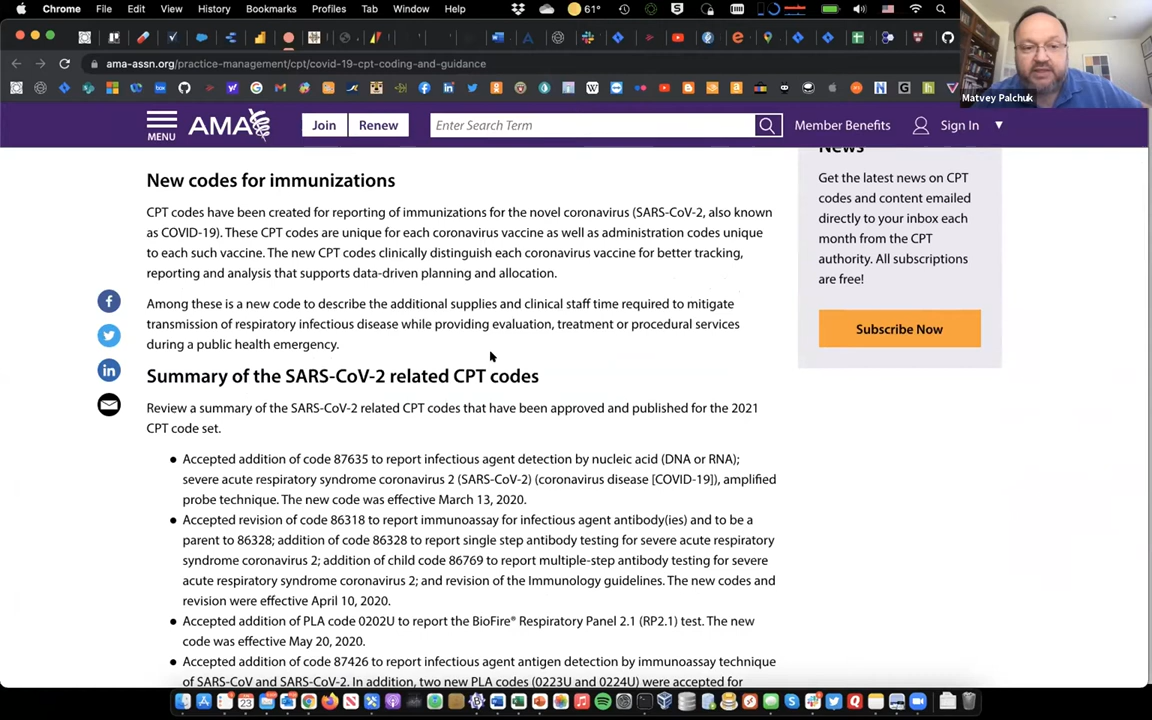 Chrome File Edit View History Bookmarks Profiles Tab Window Help 61°
ama-assn.org/practice-management/cpt/covid-19-cpt-coding-and-guidance
Matvey Palchuk
MENU AMA Join Renew Enter Search Term Member Benefits Sign In
News
New codes for immunizations
Get the latest news on CPT
codes and content emailed
directly to your inbox each
month from the CPT
authority. All subscriptions
are free!
Subscribe Now
CPT codes have been created for reporting of immunizations for the novel coronavirus (SARS-CoV-2, also known
as COVID-19). These CPT codes are unique for each coronavirus vaccine as well as administration codes unique
to each such vaccine. The new CPT codes clinically distinguish each coronavirus vaccine for better tracking,
reporting and analysis that supports data-driven planning and allocation.
Among these is a new code to describe the additional supplies and clinical staff time required to mitigate
transmission of respiratory infectious disease while providing evaluation, treatment or procedural services
during a public health emergency.
Summary of the SARS-CoV-2 related CPT codes
Review a summary of the SARS-CoV-2 related CPT codes that have been approved and published for the 2021
CPT code set.
Accepted addition of code 87635 to report infectious agent detection by nucleic acid (DNA or RNA);
severe acute respiratory syndrome coronavirus 2 (SARS-CoV-2) (coronavirus disease [COVID-19]), amplified
probe technique. The new code was effective March 13, 2020.
Accepted revision of code 86318 to report immunoassay for infectious agent antibody(ies) and to be a
parent to 86328; addition of code 86328 to report single step antibody testing for severe acute respiratory
syndrome coronavirus 2; addition of child code 86769 to report multiple-step antibody testing for severe
acute respiratory syndrome coronavirus 2; and revision of the Immunology guidelines. The new codes and
revision were effective April 10, 2020.
Accepted addition of PLA code 0202U to report the BioFire® Respiratory Panel 2.1 (RP2.1) test. The new
code was effective May 20, 2020.
Accepted addition of code 87426 to report infectious agent antigen detection by immunoassay technique
of SARS-CoV and SARS-CoV-2. In addition, two new PLA codes (0223U and 0224U) were accepted for